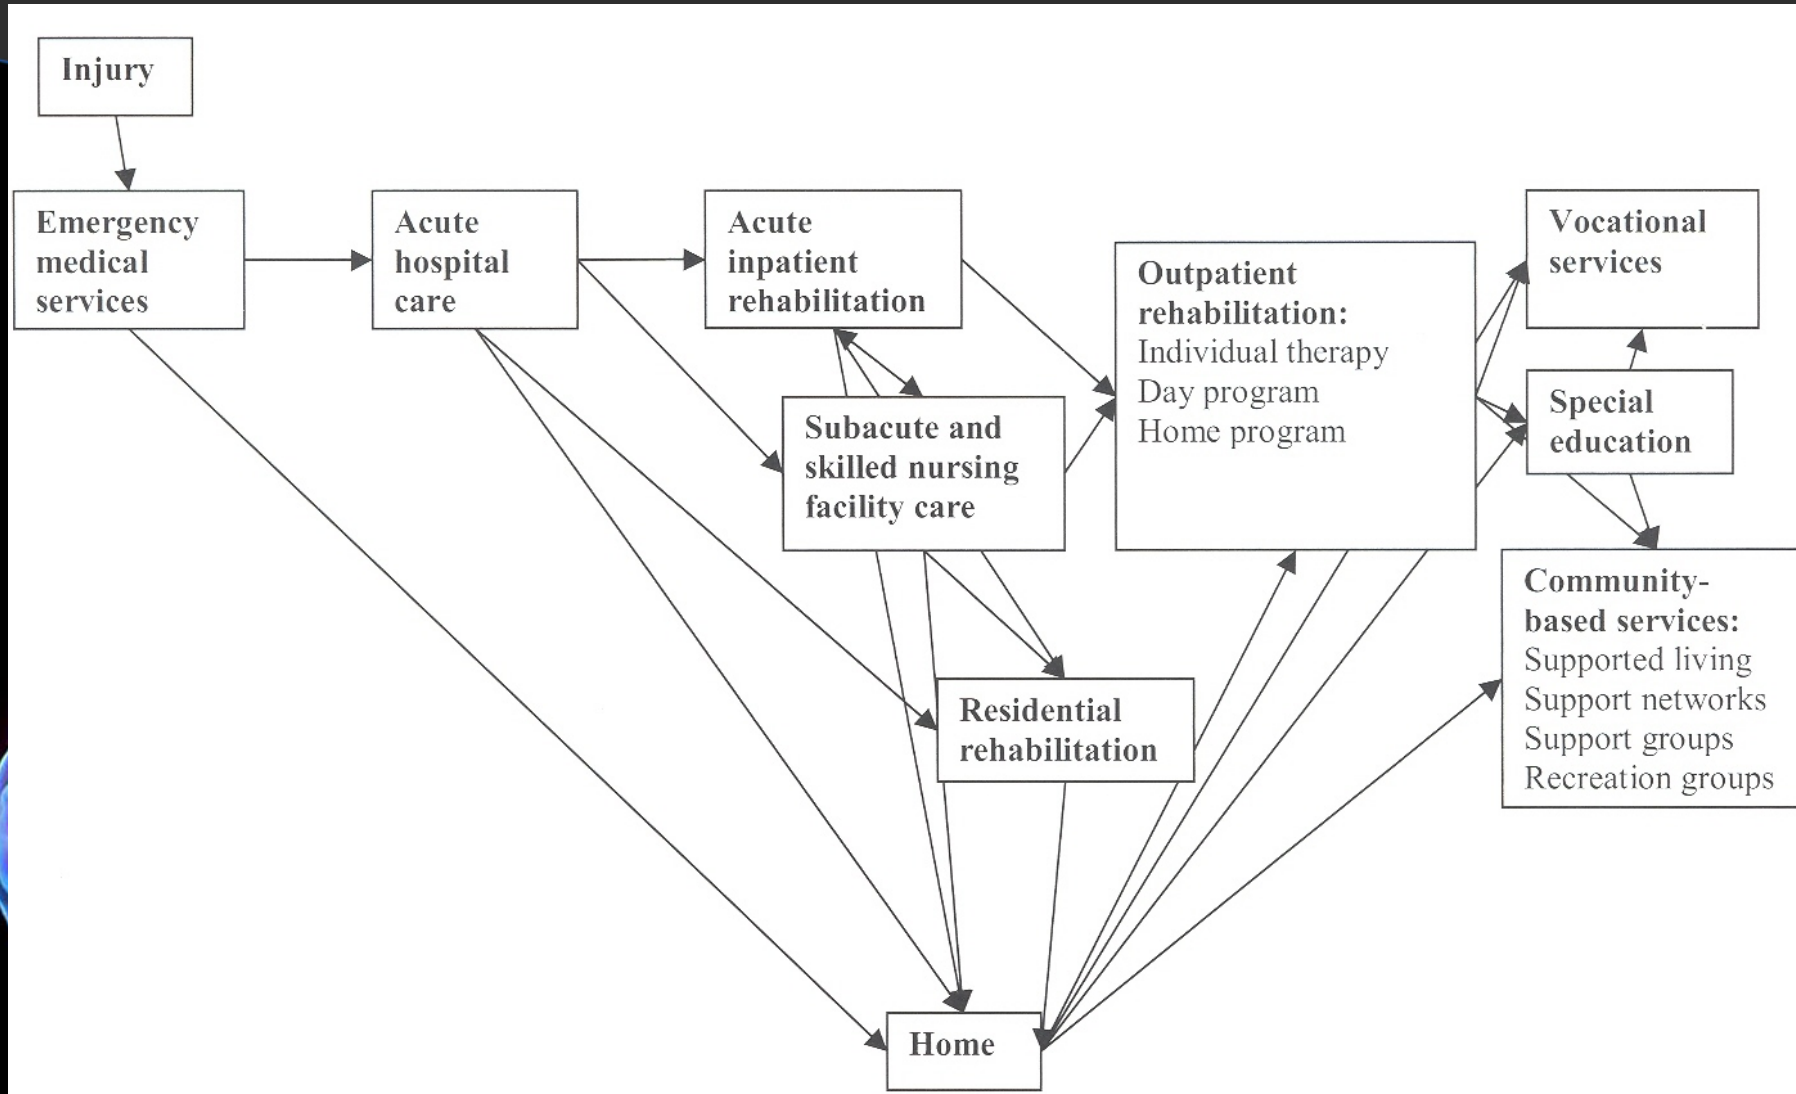 Injury
Emergency
medical
services
Acute
hospital
care
Acute
inpatient
rehabilitation
Subacute and
skilled nursing
facility care
Residential
rehabilitation
Home
Outpatient
rehabilitation:
Individual therapy
Day program
Home program
Vocational
services
Special
education
Community-
based services:
Supported living
Support networks
Support groups
Recreation groups